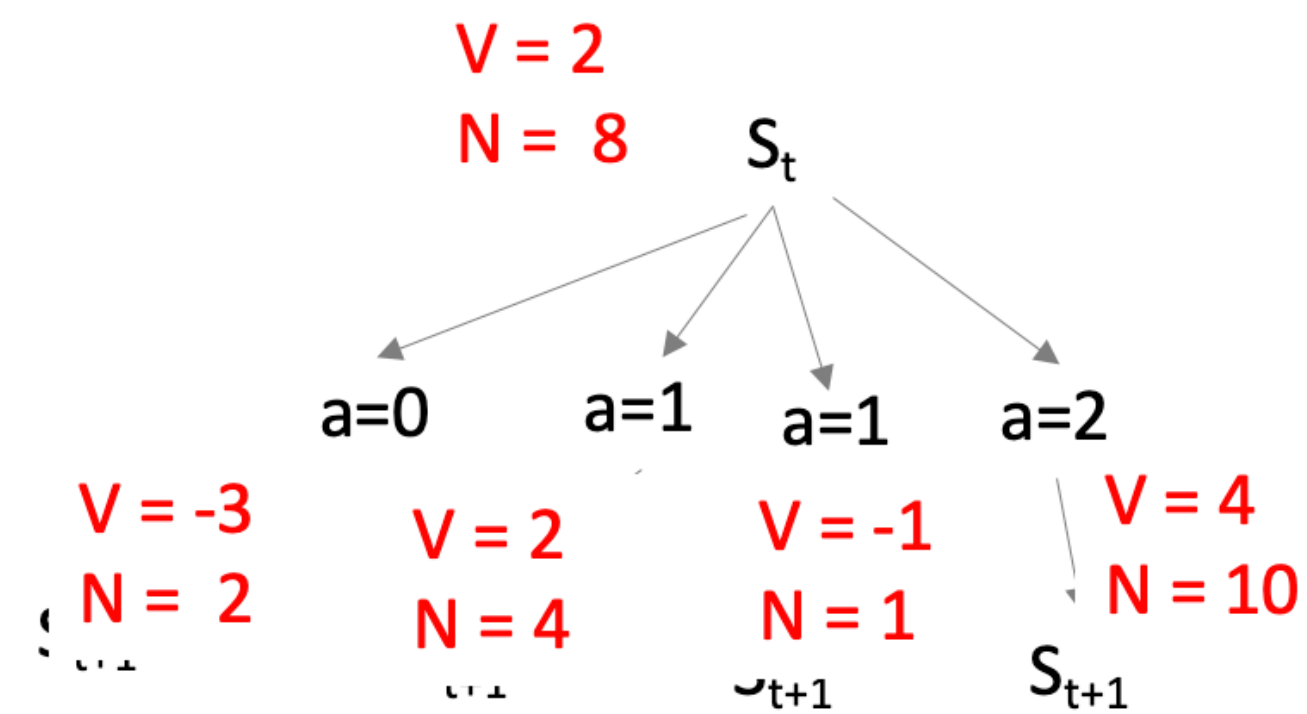 V = 2
N = 8
St
a=0
a=1
a=1
a=2
V = -3
N = 2
V = 2
N = 4
V = -1
N = 1
V = 4
N = 10
St+1